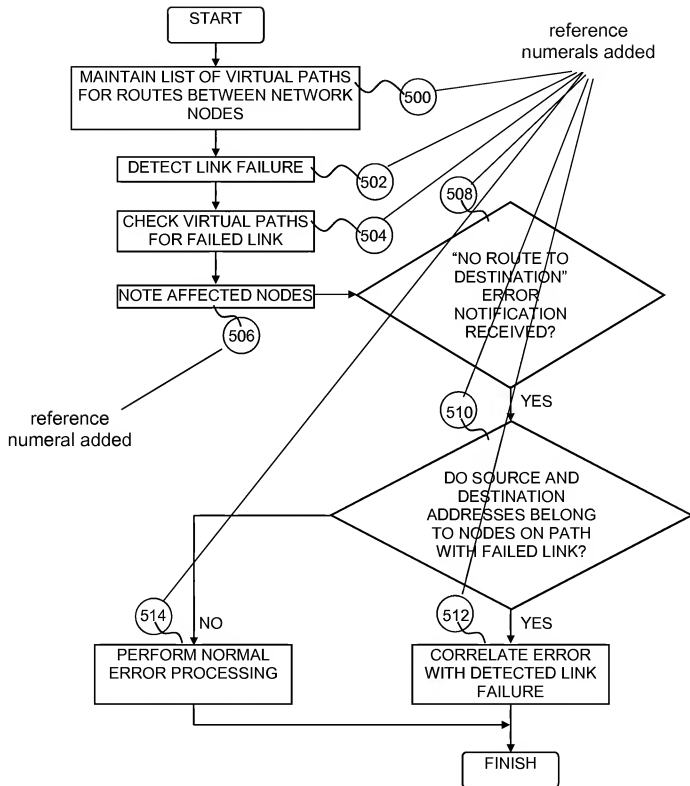 START
reference
numerals added
MAINTAIN LIST OF VIRTUAL PATHS
FOR ROUTES BETWEEN NETWORK
NODES
500
DETECT LINK FAILURE
502
CHECK VIRTUAL PATHS
FOR FAILED LINK
504
508
NOTE AFFECTED NODES
506
“NO ROUTE TO
DESTINATION”
ERROR
NOTIFICATION
RECEIVED?
reference
numeral added
YES
510
DO SOURCE AND
DESTINATION
ADDRESSES BELONG
TO NODES ON PATH
WITH FAILED LINK?
514
NO
512
YES
PERFORM NORMAL
ERROR PROCESSING
CORRELATE ERROR
WITH DETECTED LINK
FAILURE
FINISH